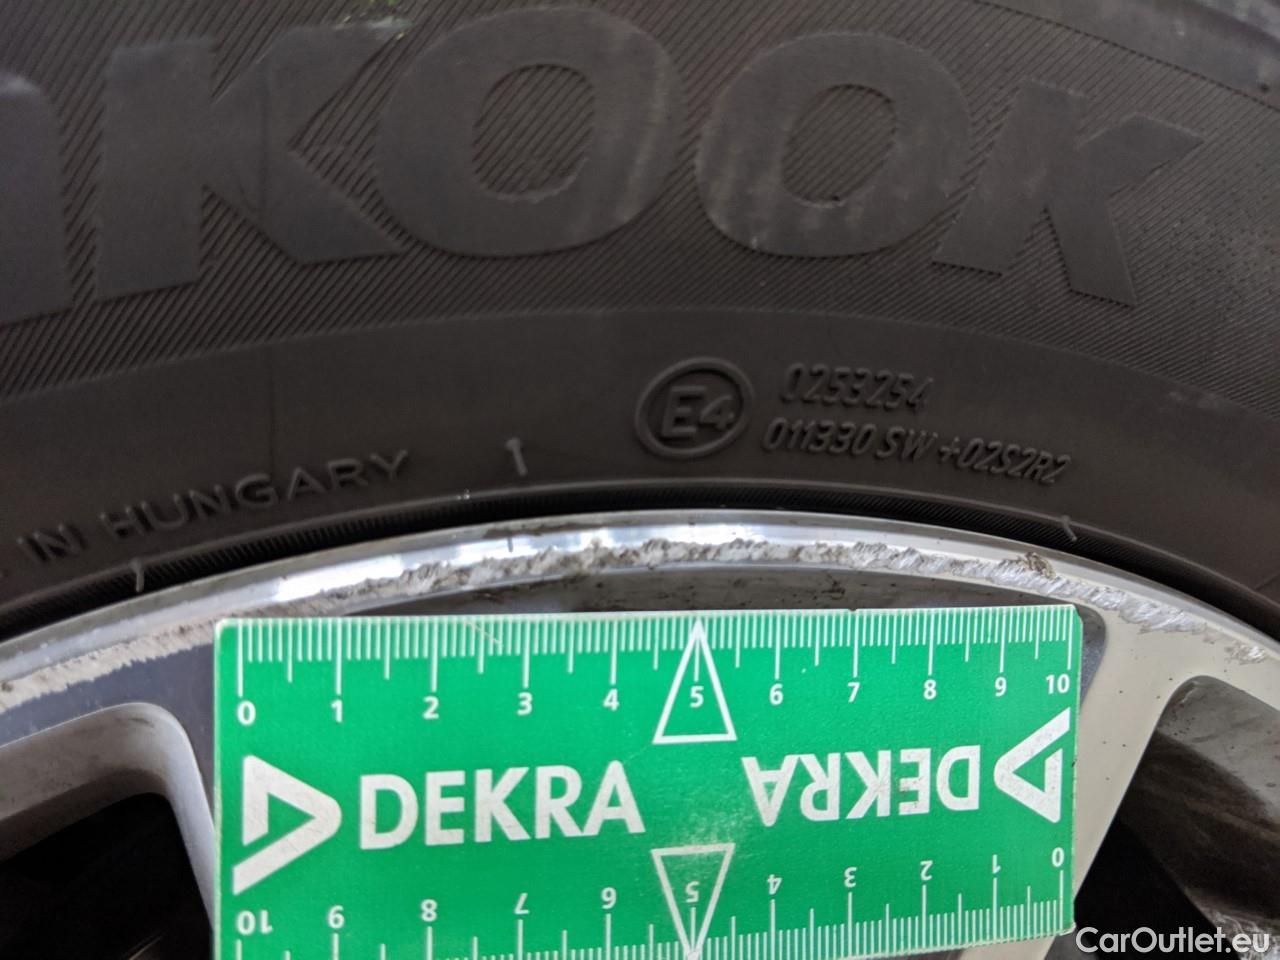 NKOOK
E4
0253254
011330 SW +02S2R2
IN HUNGARY
0 1 2 3 4 5 6 7 8 9 10
DEKRA
DEKRA
10 9 8 7 6 5 4 3 2 1 0
CarOutlet.eu